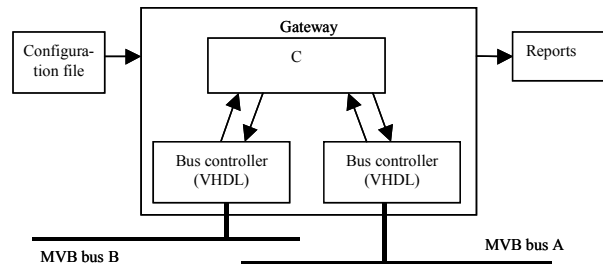 Gateway
Configura-
tion file
C
Reports
Bus controller
(VHDL)
Bus controller
(VHDL)
MVB bus B
MVB bus A